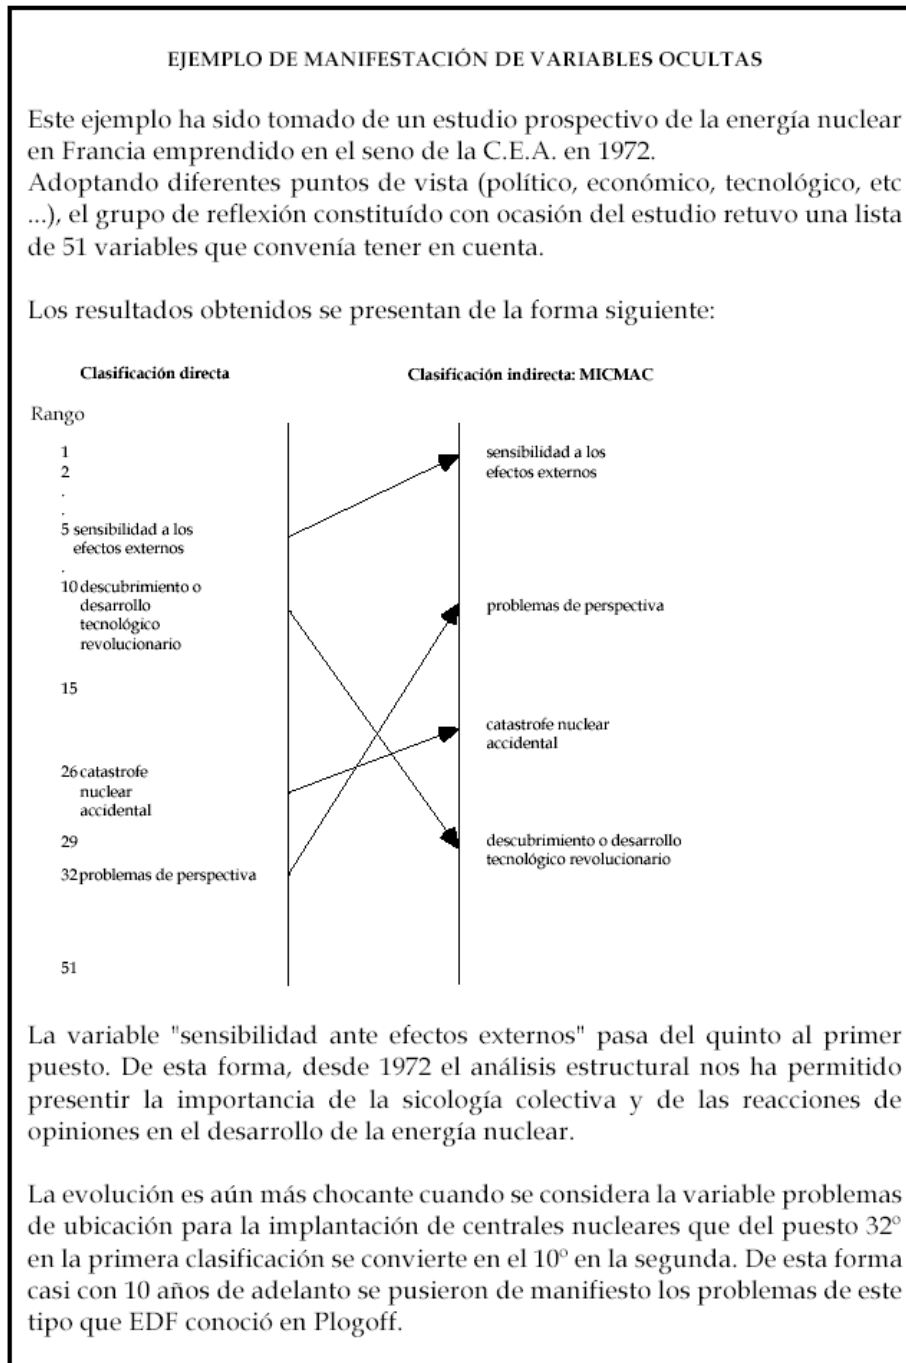 EJEMPLO DE MANIFESTACIÓN DE VARIABLES OCULTAS
Este ejemplo ha sido tomado de un estudio prospectivo de la energía nuclear
en Francia emprendido en el seno de la C.E.A. en 1972.
Adoptando diferentes puntos de vista (político, económico, tecnológico, etc
...), el grupo de reflexión constituído con ocasión del estudio retuvo una lista
de 51 variables que convenía tener en cuenta.
Los resultados obtenidos se presentan de la forma siguiente:
Clasificación directa
Clasificación indirecta: MICMAC
Rango
1
2
.
.
5 sensibilidad a los
efectos externos
.
10 descubrimiento o
desarrollo
tecnológico
revolucionario
15
26 catastrofe
nuclear
accidental
29
32 problemas de perspectiva
51
sensibilidad a los
efectos externos
problemas de perspectiva
catastrofe nuclear
accidental
descubrimiento o desarrollo
tecnológico revolucionario
La variable "sensibilidad ante efectos externos" pasa del quinto al primer
puesto. De esta forma, desde 1972 el análisis estructural nos ha permitido
presentir la importancia de la sicología colectiva y de las reacciones de
opiniones en el desarrollo de la energía nuclear.
La evolución es aún más chocante cuando se considera la variable problemas
de ubicación para la implantación de centrales nucleares que del puesto 32º
en la primera clasificación se convierte en el 10º en la segunda. De esta forma
casi con 10 años de adelanto se pusieron de manifiesto los problemas de este
tipo que EDF conoció en Plogoff.